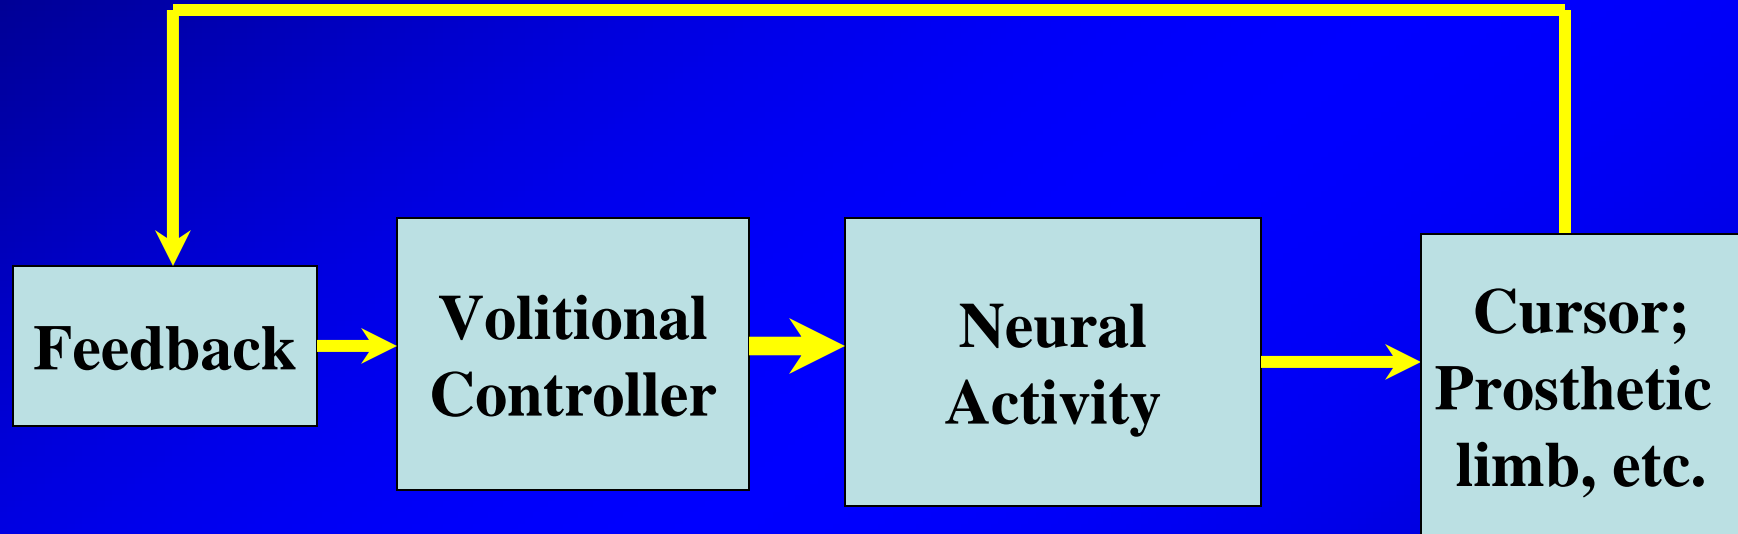 Feedback
Volitional
Controller
Neural
Activity
Cursor;
Prosthetic
limb, etc.